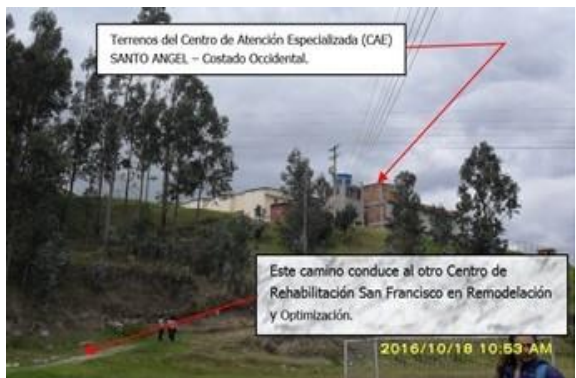 Terrenos del Centro de Atención Especializada (CAE)
SANTO ANGEL – Costado Occidental.
Este camino conduce al otro Centro de
Rehabilitación San Francisco en Remodelación
y Optimización.
2016/10/18 10:53 AM